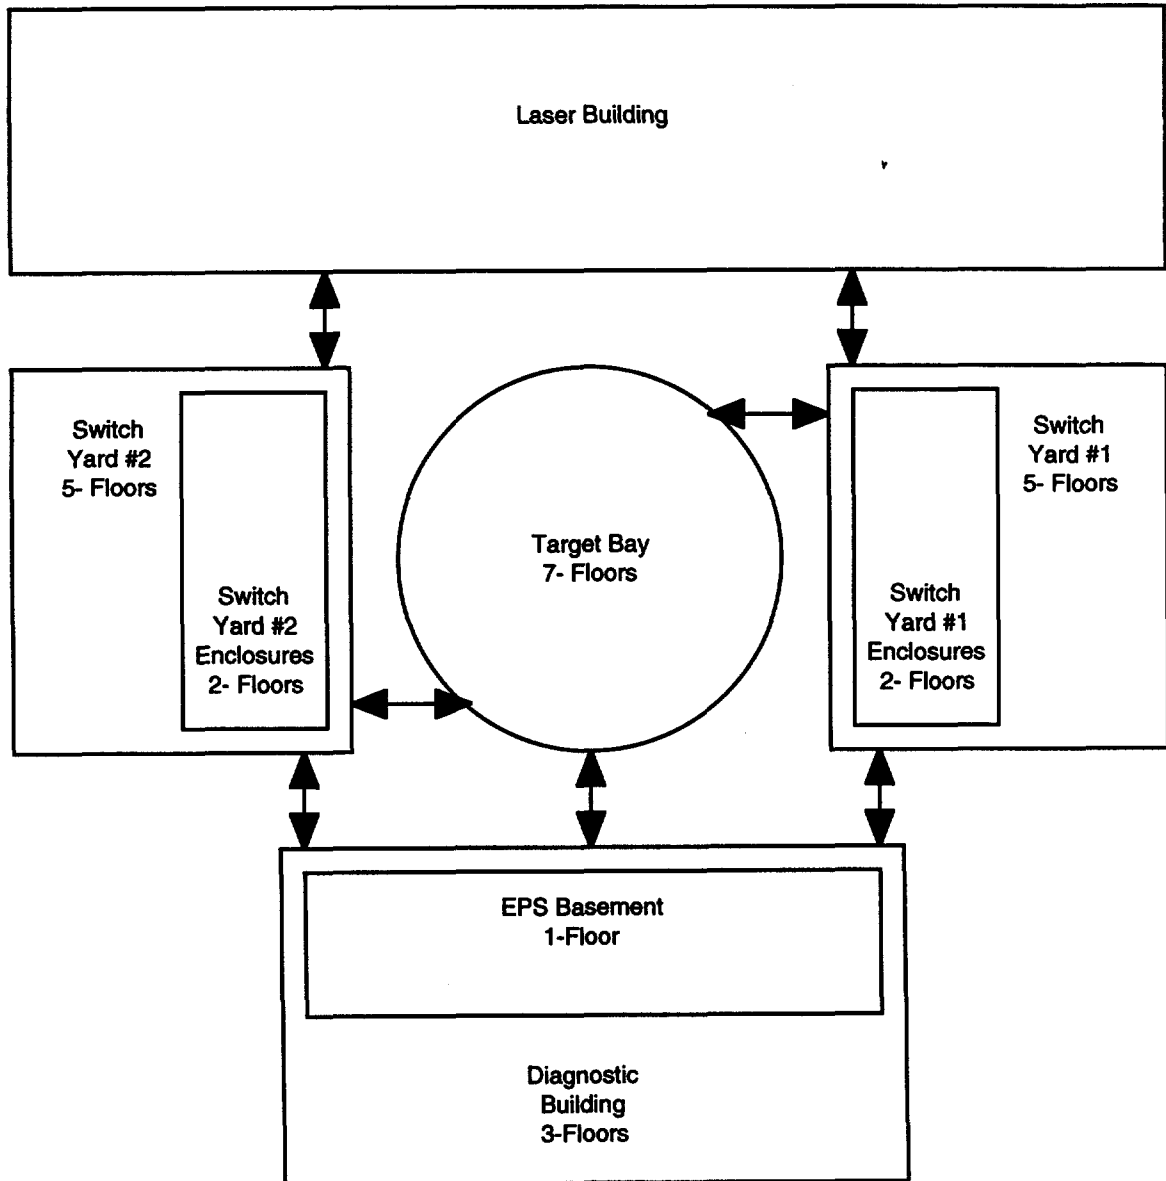 Laser Building
Switch
Yard #2
5- Floors
Switch
Yard #2
Enclosures
2- Floors
Target Bay
7- Floors
Switch
Yard #1
5- Floors
Switch
Yard #1
Enclosures
2- Floors
EPS Basement
1-Floor
Diagnostic
Building
3-Floors